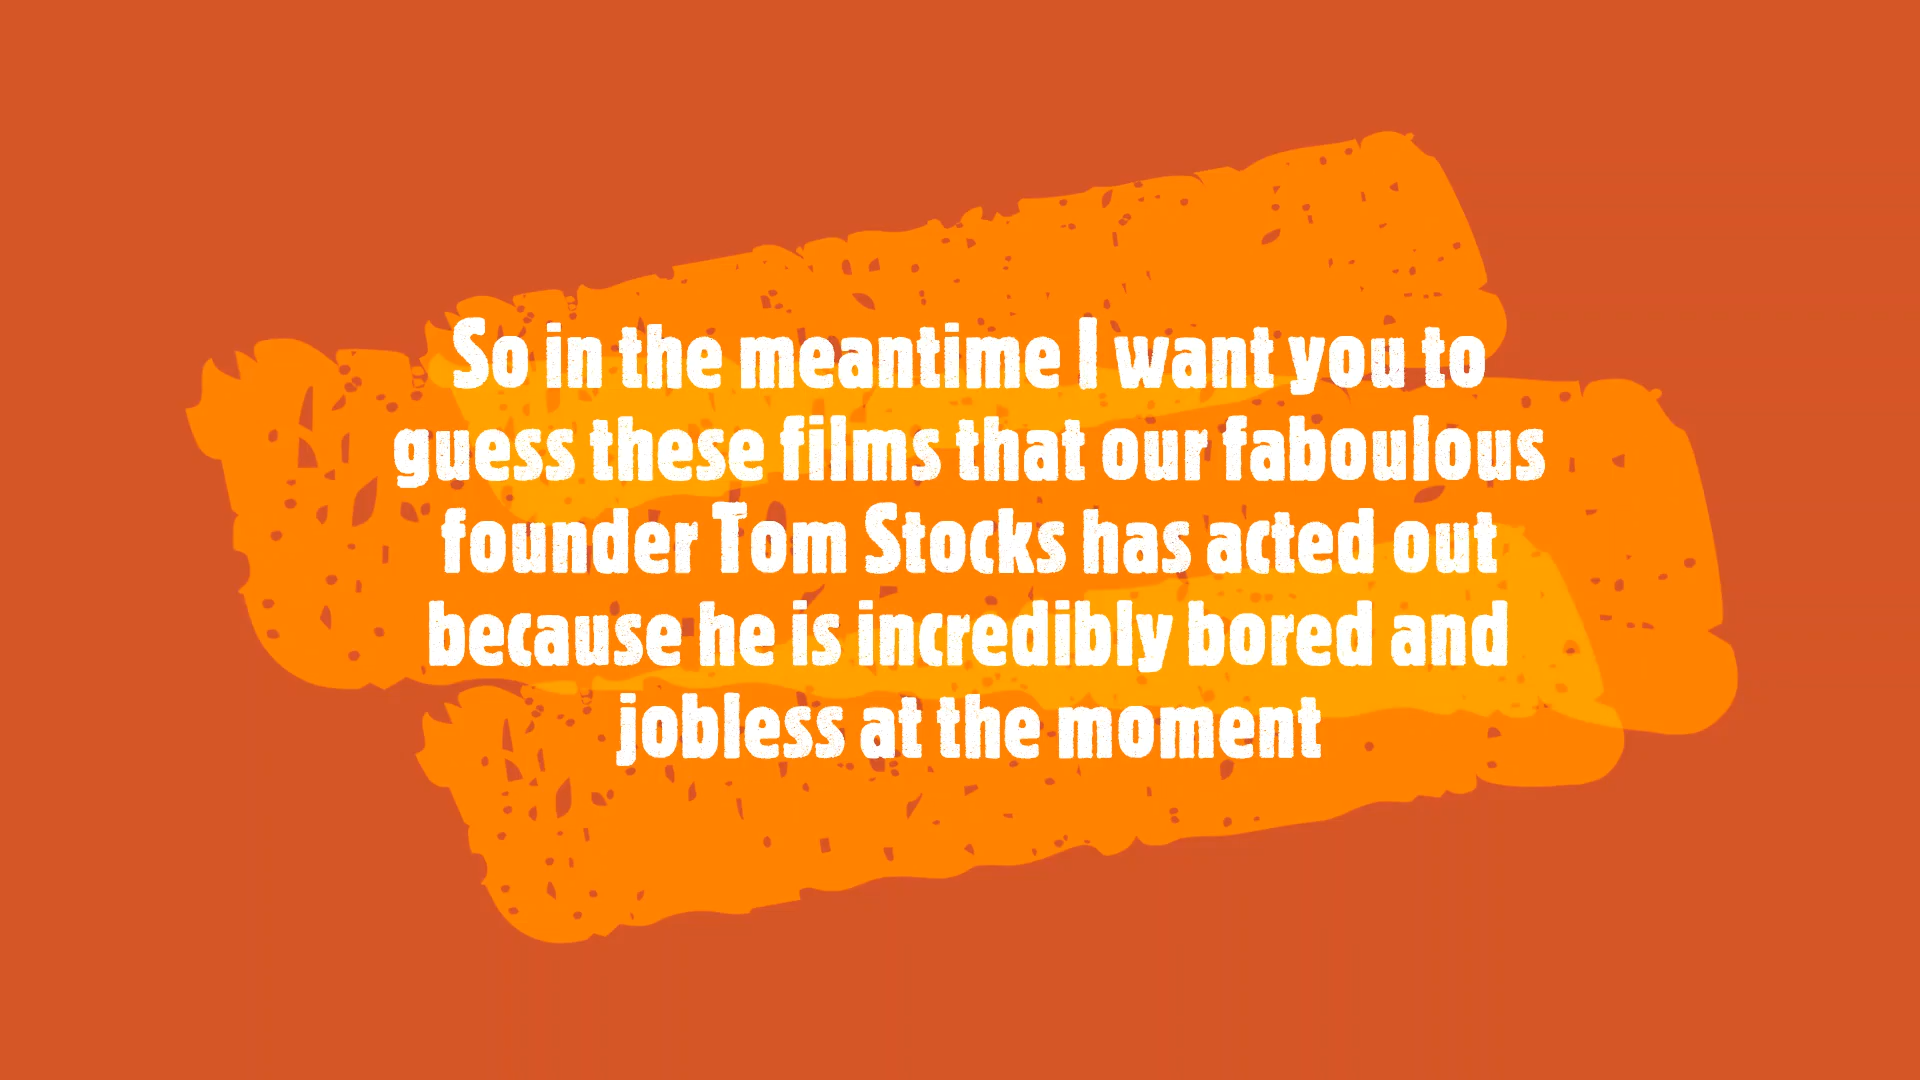 So in the meantime I want you to
guess these films that our faboulous
founder Tom Stocks has acted out
because he is incredibly bored and
jobless at the moment